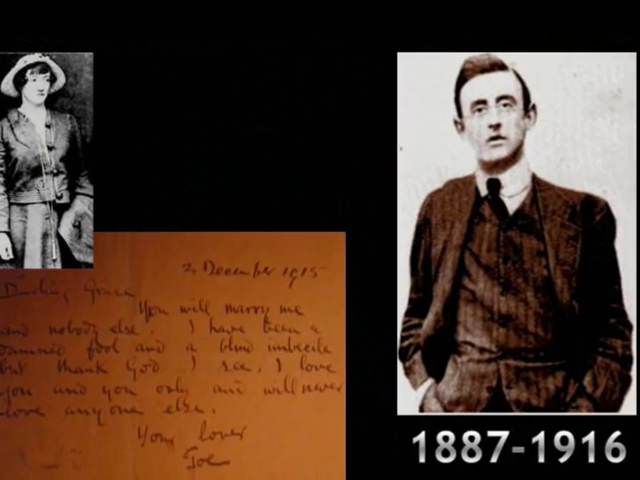 2 December 1915
Darling Grace
You will marry me
and nobody else. I have been a
damned fool and a blind imbecile
but thank God I see. I love
you and you only and will never
love anyone else.
Your lover
Joe
1887-1916